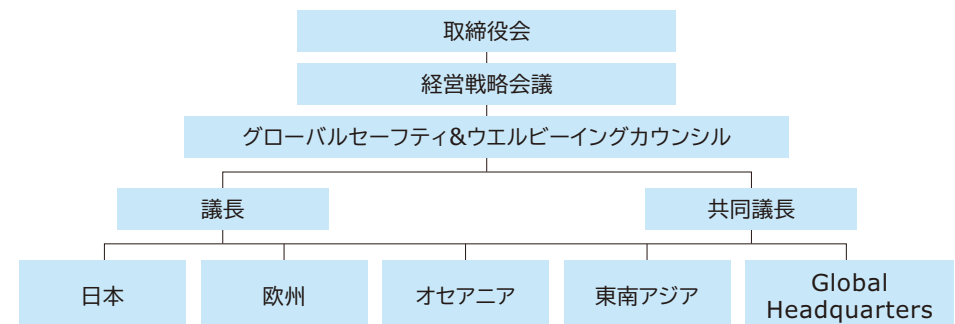 取締役会
経営戦略会議
グローバルセーフティ&ウエルビーイングカウンシル
議長
共同議長
日本
欧州
オセアニア
東南アジア
Global
Headquarters